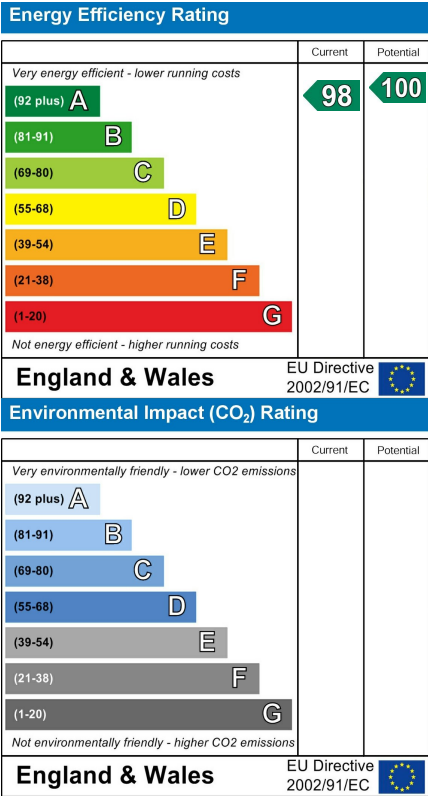 Energy Efficiency Rating
Current Potential
Very energy efficient - lower running costs
(92 plus) A
98 100
(81-91) B
(69-80) C
(55-68) D
(39-54) E
(21-38) F
(1-20) G
Not energy efficient - higher running costs
England & Wales
EU Directive
2002/91/EC
Environmental Impact (CO₂) Rating
Current Potential
Very environmentally friendly - lower CO2 emissions
(92 plus) A
(81-91) B
(69-80) C
(55-68) D
(39-54) E
(21-38) F
(1-20) G
Not environmentally friendly - higher CO2 emissions
England & Wales
EU Directive
2002/91/EC